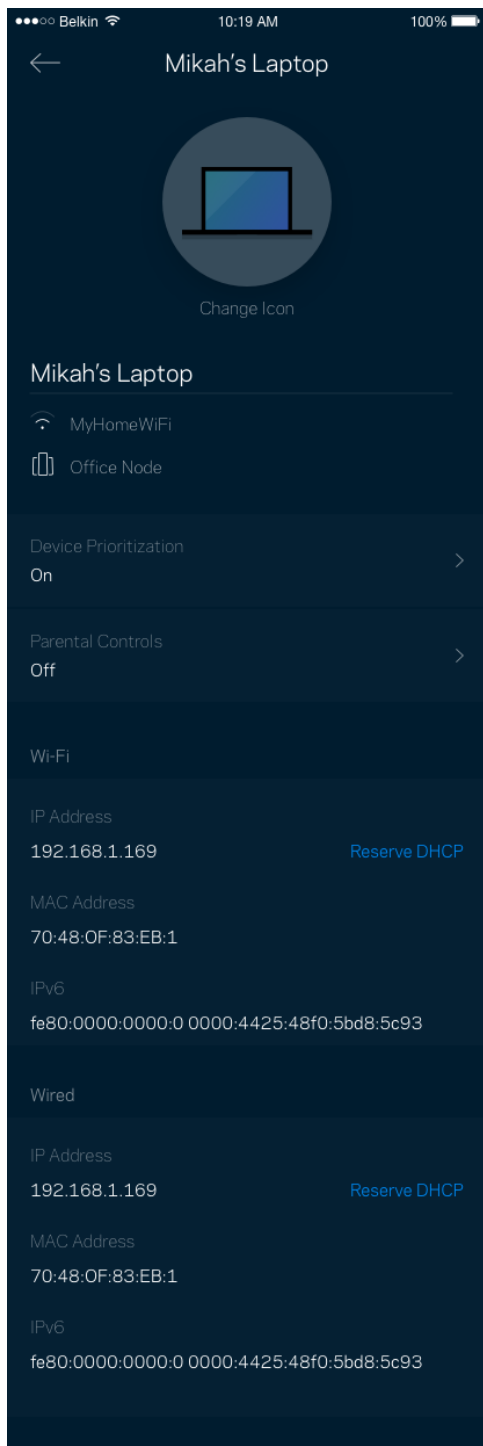 Belkin 10:19 AM 100%
Mikah's Laptop
Change Icon
Mikah's Laptop
MyHomeWiFi
Office Node
Device Prioritization
On
Parental Controls
Off
Wi-Fi
IP Address
192.168.1.169 Reserve DHCP
MAC Address
70:48:0F:83:EB:1
IPv6
fe80:0000:0000:0 0000:4425:48f0:5bd8:5c93
Wired
IP Address
192.168.1.169 Reserve DHCP
MAC Address
70:48:0F:83:EB:1
IPv6
fe80:0000:0000:0 0000:4425:48f0:5bd8:5c93